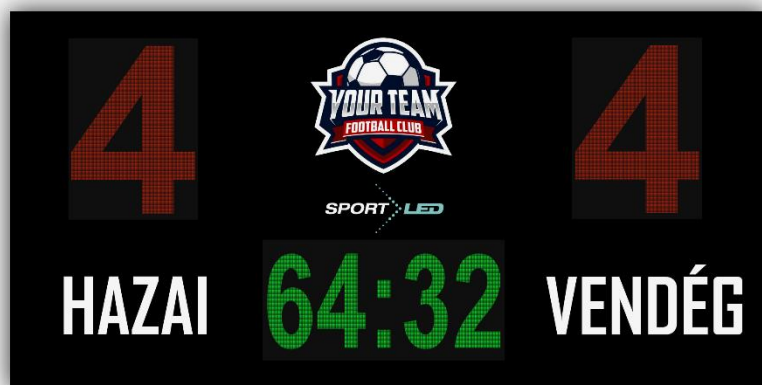 4
4
YOUR TEAM
FOOTBALL CLUB
SPORT LED
HAZAI
64:32
VENDÉG